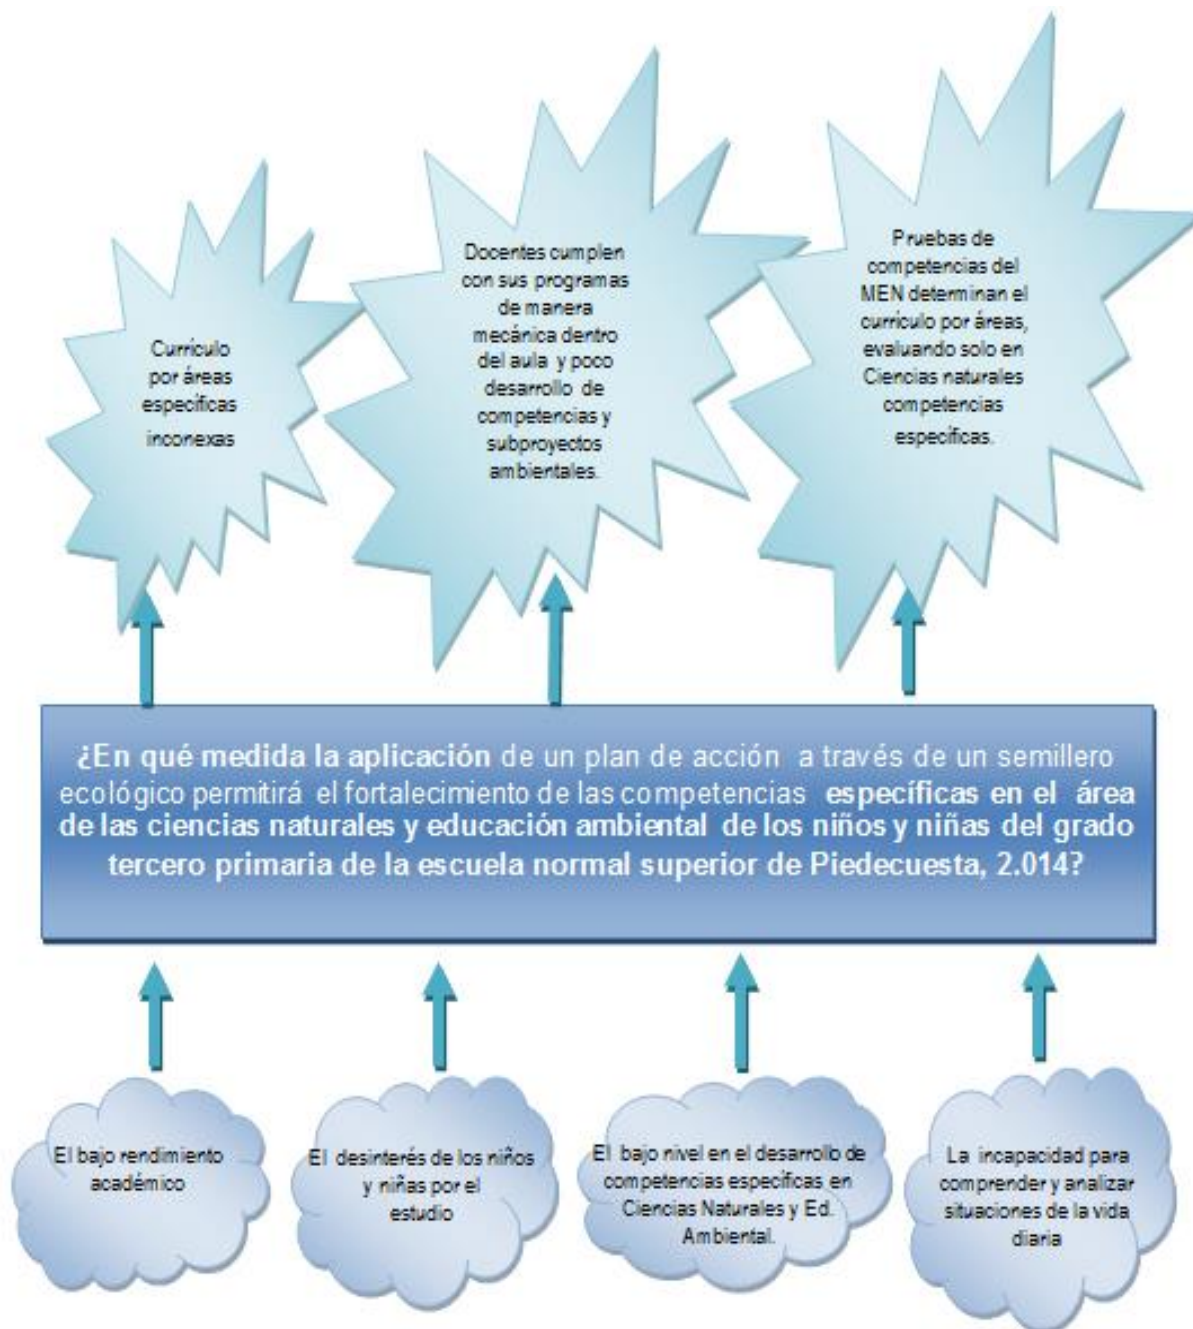 Currículo
por áreas
específicas
inconexas
Docentes cumplen
con sus programas
de manera
mecánica dentro
del aula y poco
desarrollo de
competencias y
subproyectos
ambientales.
Pruebas de
competencias del
MEN determinan el
currículo por áreas,
evaluando solo en
Ciencias naturales
competencias
específicas.
¿En qué medida la aplicación de un plan de acción a través de un semillero
ecológico permitirá el fortalecimiento de las competencias específicas en el área
de las ciencias naturales y educación ambiental de los niños y niñas del grado
tercero primaria de la escuela normal superior de Piedecuesta, 2.014?
El bajo rendimiento
académico
El desinterés de los niños
y niñas por el
estudio
El bajo nivel en el desarrollo de
competencias específicas en
Ciencias Naturales y Ed.
Ambiental.
La incapacidad para
comprender y analizar
situaciones de la vida
diaria